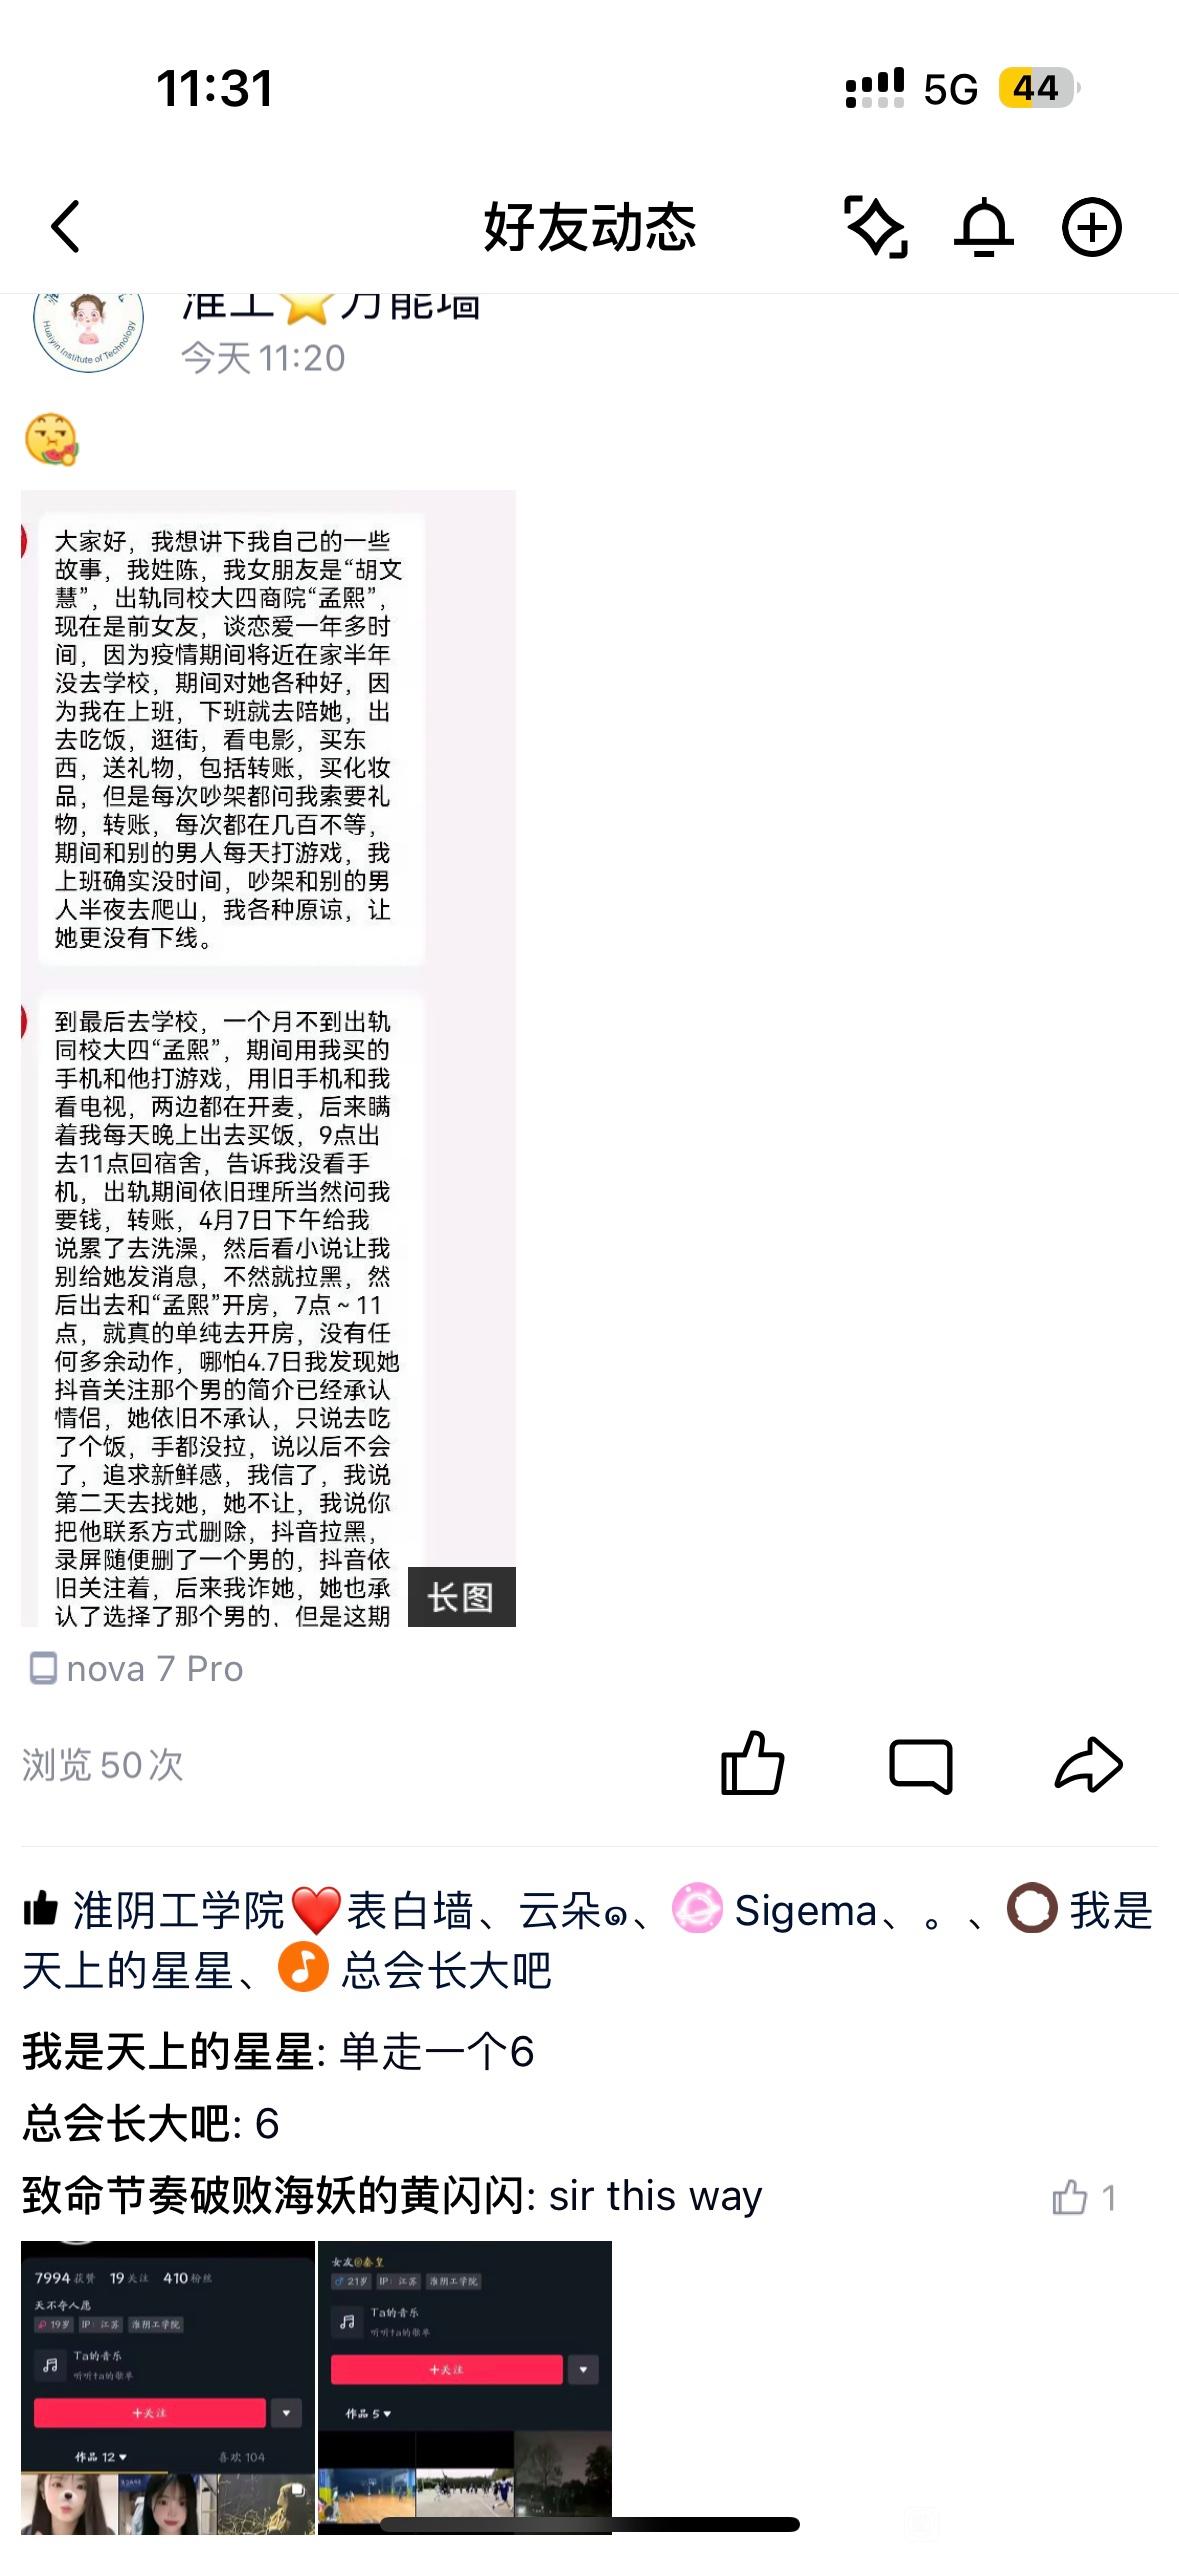 11:31
5G 44
好友动态
淮工⭐万能墙
Huaiyin Institute of Technology
今天11:20
大家好，我想讲下我自己的一些
故事，我姓陈，我女朋友是“胡文
慧”，出轨同校大四商院“孟熙”，
现在是前女友，谈恋爱一年多时
间，因为疫情期间将近在家半年
没去学校，期间对她各种好，因
为我在上班，下班就去陪她，出
去吃饭，逛街，看电影，买东
西，送礼物，包括转账，买化妆
品，但是每次吵架都问我索要礼
物，转账，每次都在几百不等，
期间和别的男人每天打游戏，我
上班确实没时间，吵架和别的男
人半夜去爬山，我各种原谅，让
她更没有下线。
到最后去学校，一个月不到出轨
同校大四“孟熙”，期间用我买的
手机和他打游戏，用旧手机和我
看电视，两边都在开麦，后来瞒
着我每天晚上出去买饭，9点出
去11点回宿舍，告诉我没看手
机，出轨期间依旧理所当然问我
要钱，转账，4月7日下午给我
说累了去洗澡，然后看小说让我
别给她发消息，不然就拉黑，然
后出去和“孟熙”开房，7点~11
点，就真的单纯去开房，没有任
何多余动作，哪怕4.7日我发现她
抖音关注那个男的简介已经承认
情侣，她依旧不承认，只说去吃
了个饭，手都没拉，说以后不会
了，追求新鲜感，我信了，我说
第二天去找她，她不让，我说你
把他联系方式删除，抖音拉黑，
录屏随便删了一个男的，抖音依
旧关注着，后来我诈她，她也承
认了选择了那个男的，但是这期
长图
nova 7 Pro
浏览50次
淮阴工学院❤️表白墙、云朵๑、Sigema、。、我是
天上的星星、总会长大吧
我是天上的星星: 单走一个6
总会长大吧: 6
致命节奏破败海妖的黄闪闪: sir this way
1
7994获赞 19关注 410粉丝
天不夺人愿
19岁 IP：江苏 淮阴工学院
Ta的音乐
听听ta的歌单
+关注
作品 12 喜欢 104
女友@秦皇
21岁 IP：江苏 淮阴工学院
Ta的音乐
听听ta的歌单
+关注
作品 5